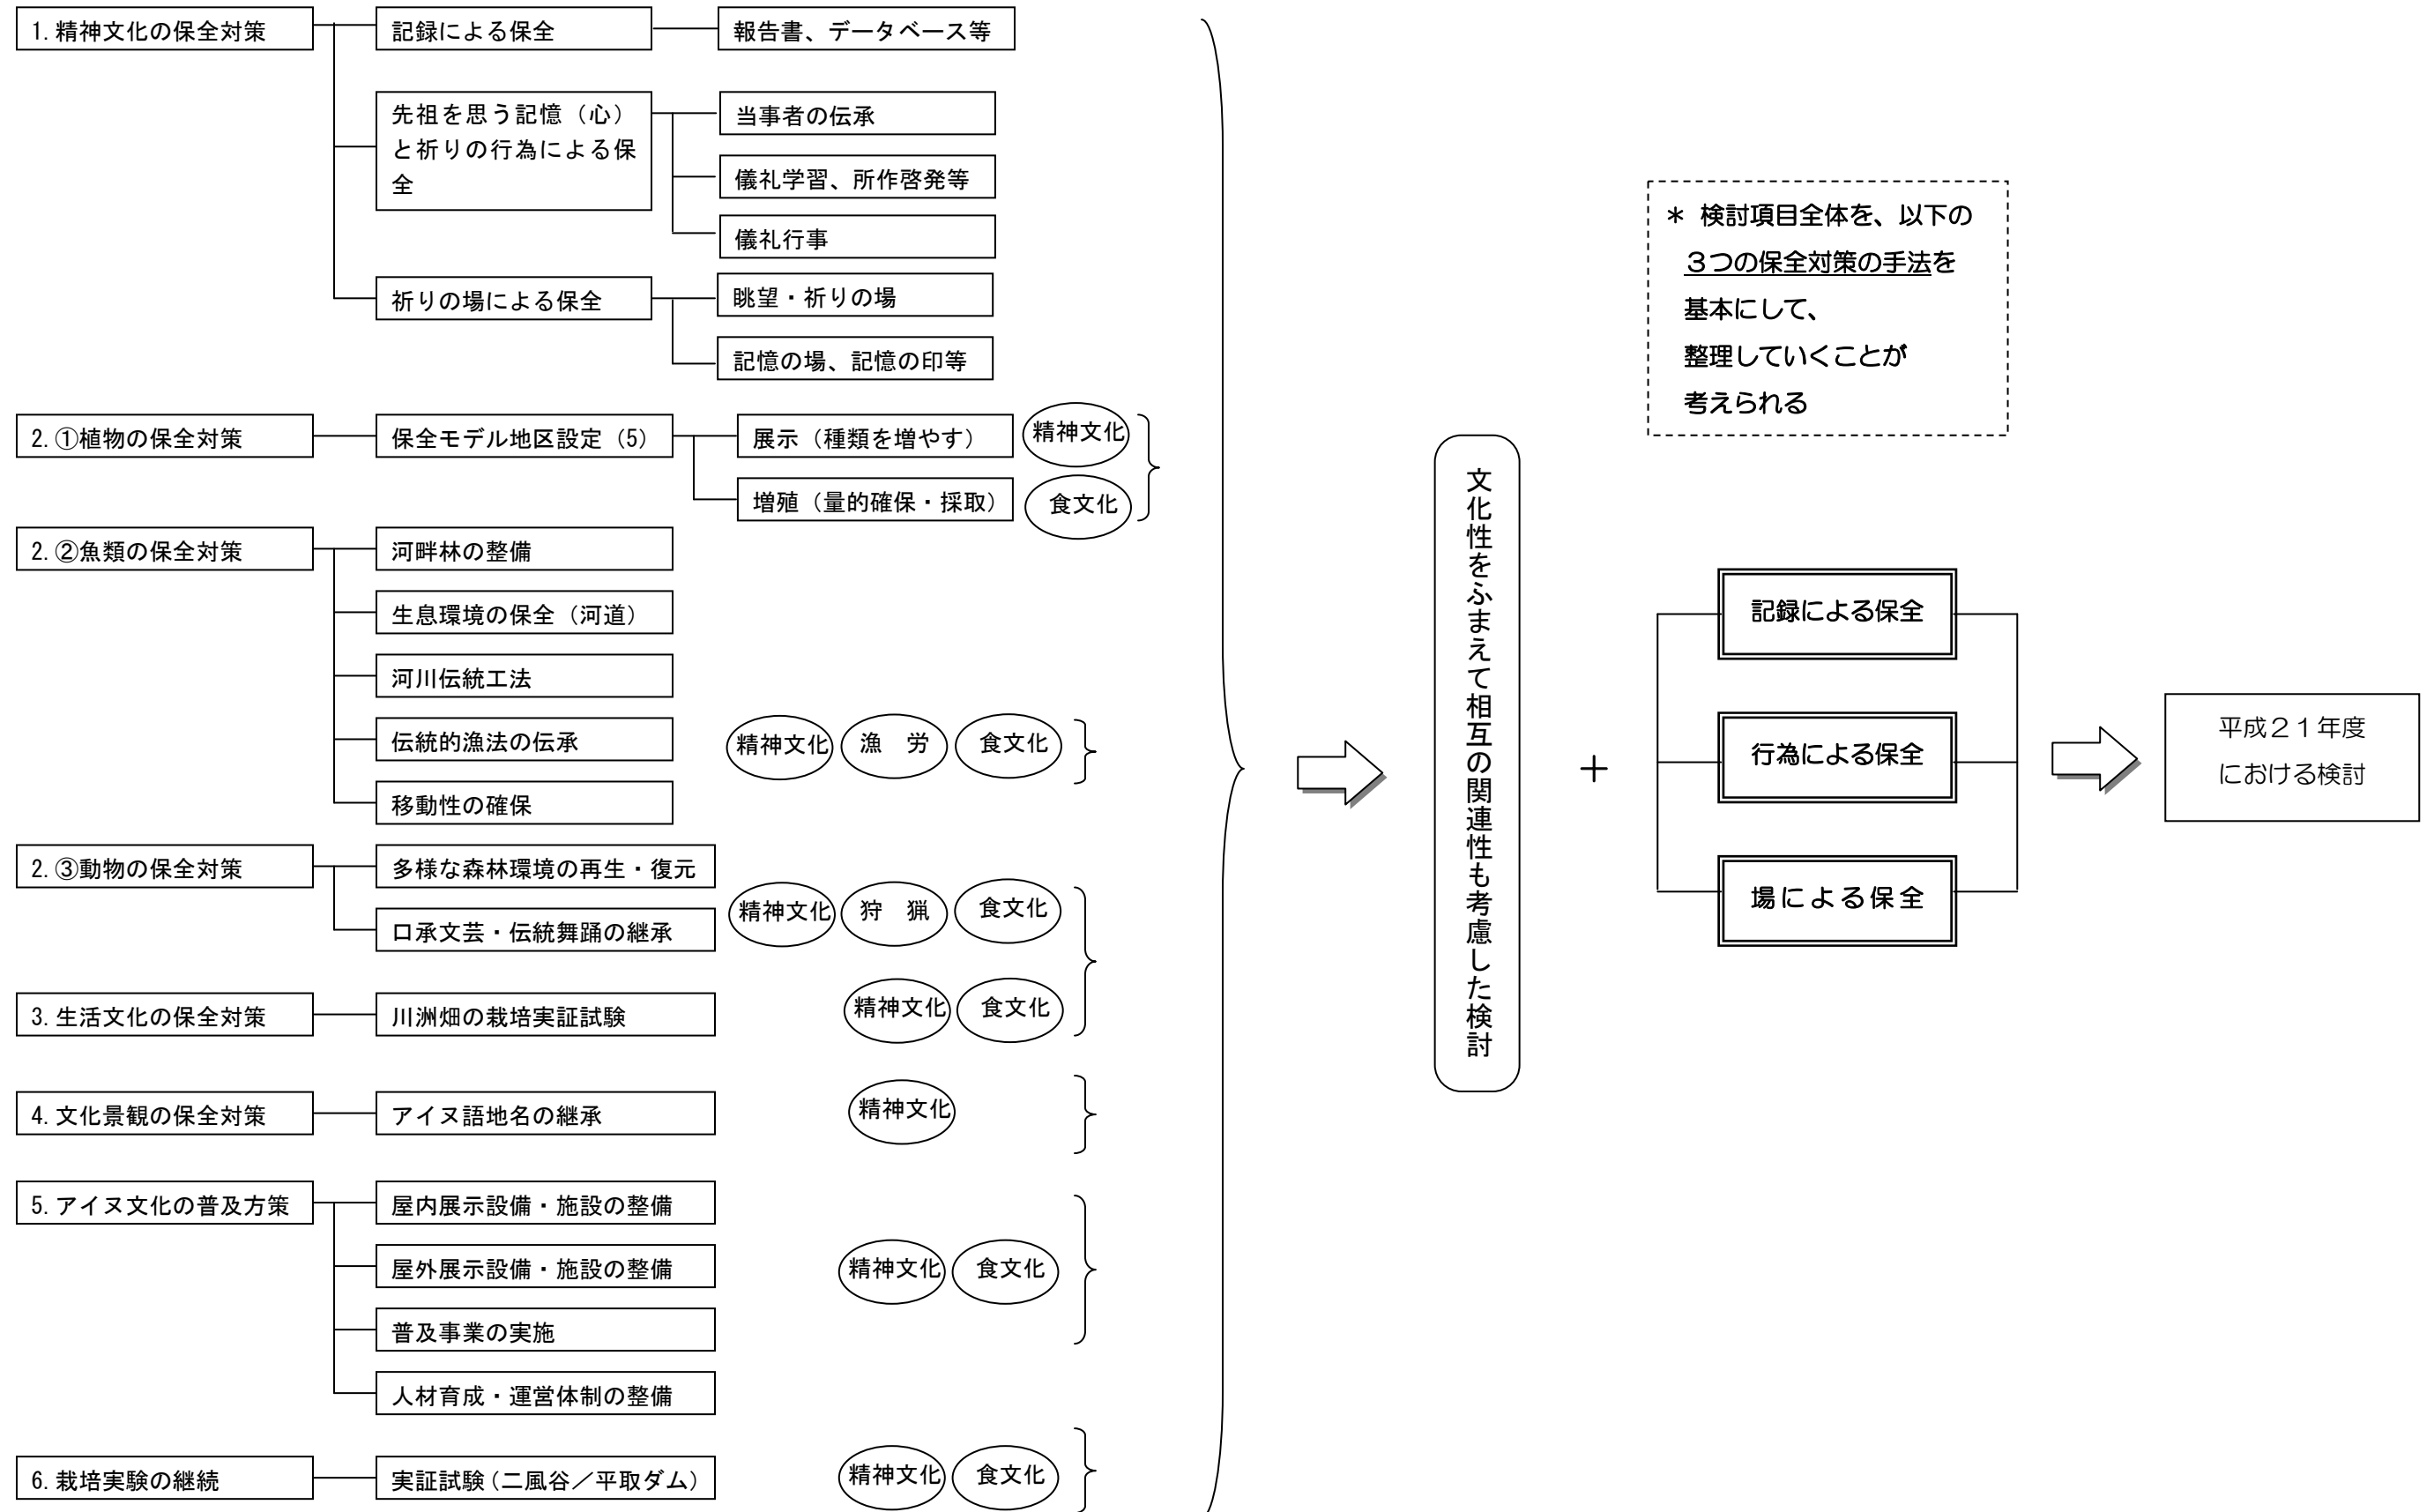 1.精神文化の保全対策
記録による保全
報告書、データベース等
先祖を思う記憶（心）
と祈りの行為による保
全
当事者の伝承
儀礼学習、所作啓発等
儀礼行事
祈りの場による保全
眺望・祈りの場
記憶の場、記憶の印等
2.①植物の保全対策
保全モデル地区設定（5）
展示（種類を増やす）
精神文化
増殖（量的確保・採取）
食文化
2.②魚類の保全対策
河畔林の整備
生息環境の保全（河道）
河川伝統工法
伝統的漁法の伝承
精神文化
漁　労
食文化
移動性の確保
2.③動物の保全対策
多様な森林環境の再生・復元
口承文芸・伝統舞踊の継承
精神文化
狩　猟
食文化
3.生活文化の保全対策
川洲畑の栽培実証試験
精神文化
食文化
4.文化景観の保全対策
アイヌ語地名の継承
精神文化
5.アイヌ文化の普及方策
屋内展示設備・施設の整備
屋外展示設備・施設の整備
精神文化
食文化
普及事業の実施
人材育成・運営体制の整備
6.栽培実験の継続
実証試験（二風谷／平取ダム）
精神文化
食文化
文化性をふまえて相互の関連性も考慮した検討
＊ 検討項目全体を、以下の
３つの保全対策の手法を
基本にして、
整理していくことが
考えられる
＋
記録による保全
行為による保全
場による保全
平成２１年度
における検討